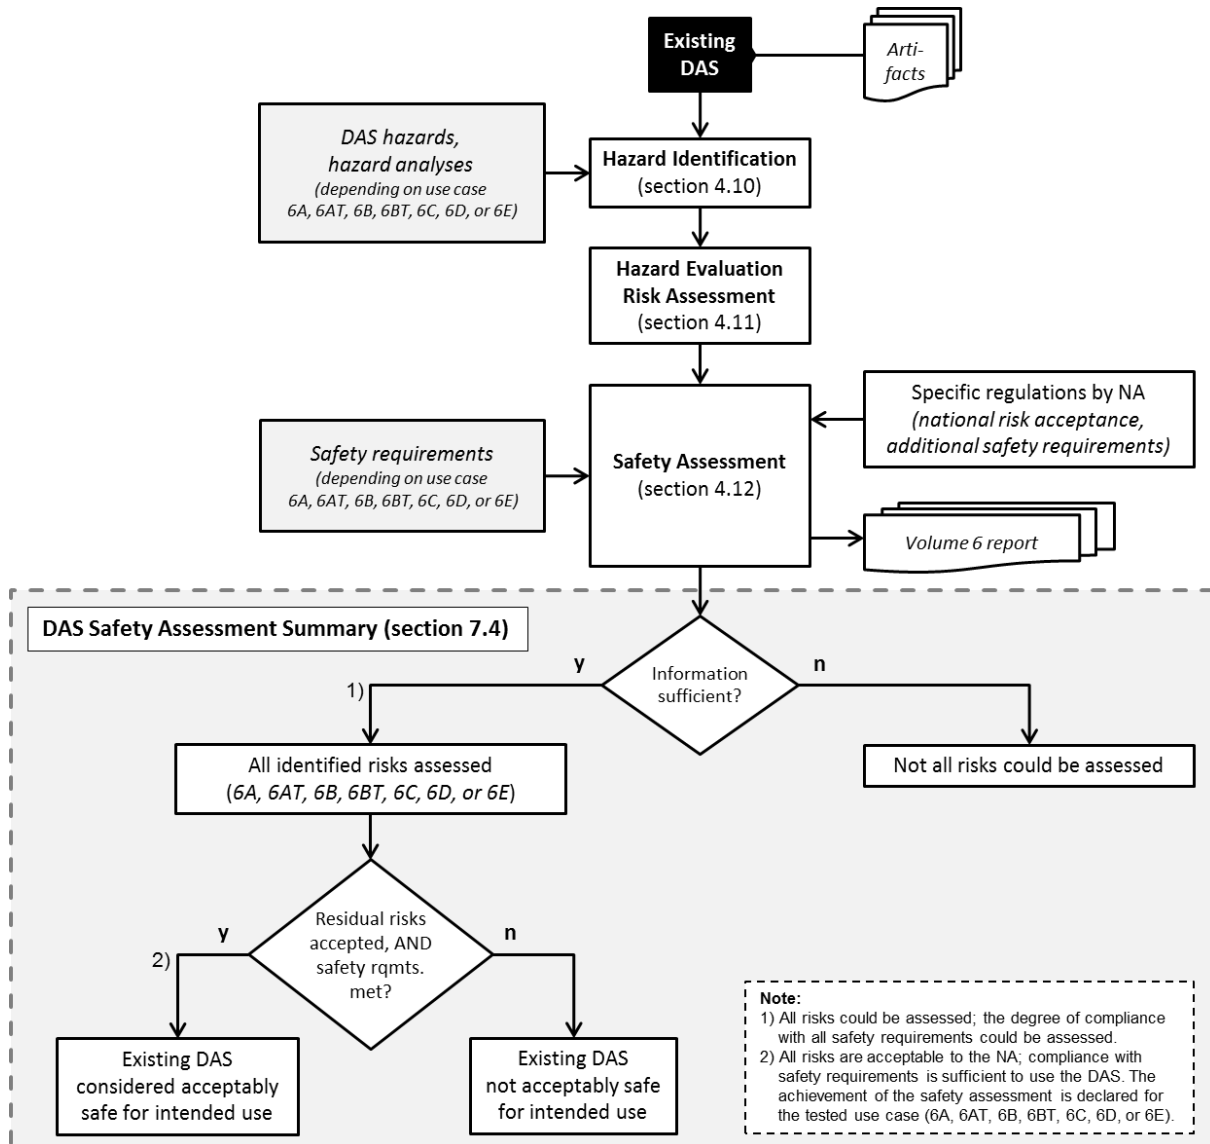 Existing
DAS
Arti-
facts
DAS hazards,
hazard analyses
(depending on use case
6A, 6AT, 6B, 6BT, 6C, 6D, or 6E)
Hazard Identification
(section 4.10)
Hazard Evaluation
Risk Assessment
(section 4.11)
Specific regulations by NA
(national risk acceptance,
additional safety requirements)
Safety requirements
(depending on use case
6A, 6AT, 6B, 6BT, 6C, 6D, or 6E)
Safety Assessment
(section 4.12)
Volume 6 report
DAS Safety Assessment Summary (section 7.4)
y
Information
sufficient?
n
1)
All identified risks assessed
(6A, 6AT, 6B, 6BT, 6C, 6D, or 6E)
Not all risks could be assessed
y
Residual risks
accepted, AND
safety rqmts.
met?
n
2)
Existing DAS
considered acceptably
safe for intended use
Existing DAS
not acceptably safe
for intended use
Note:
1) All risks could be assessed; the degree of compliance
with all safety requirements could be assessed.
2) All risks are acceptable to the NA; compliance with
safety requirements is sufficient to use the DAS. The
achievement of the safety assessment is declared for
the tested use case (6A, 6AT, 6B, 6BT, 6C, 6D, or 6E).